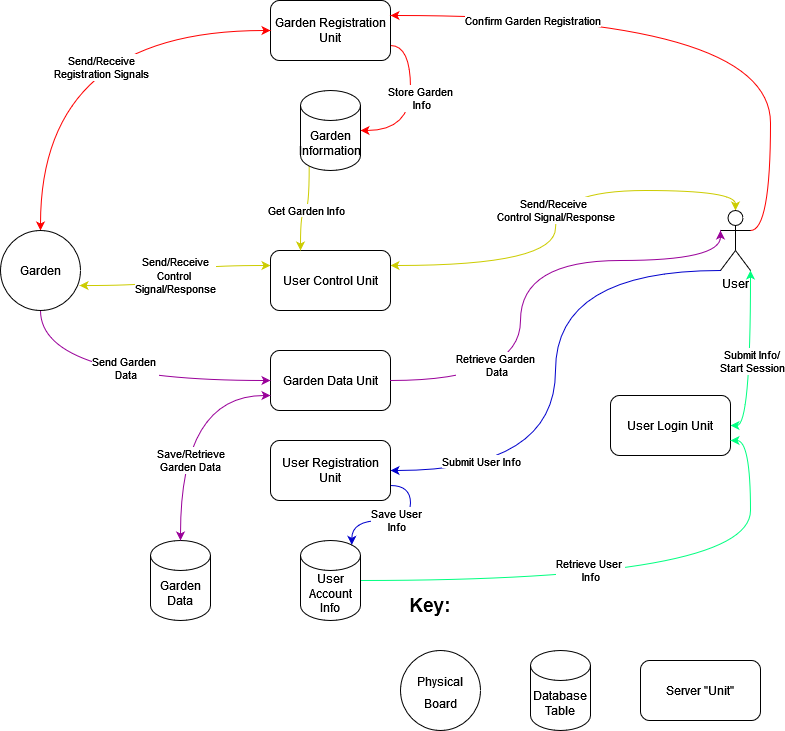 Garden Registration
Unit
Confirm Garden Registration
Send/Receive
Registration Signals
Store Garden
Info
Garden
Information
Get Garden Info
Send/Receive
Control Signal/Response
Send/Receive
Control
Signal/Response
Garden
User Control Unit
User
Send Garden
Data
Garden Data Unit
Retrieve Garden
Data
Submit Info/
Start Session
User Login Unit
Save/Retrieve
Garden Data
User Registration
Unit
Submit User Info
Save User
Info
Garden
Data
User
Account
Info
Retrieve User
Info
Key:
Physical
Board
Database
Table
Server "Unit"